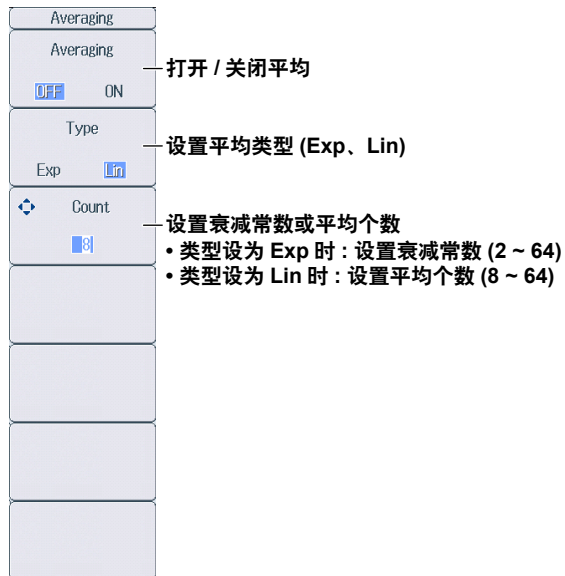 Averaging
Averaging
OFF ON
打开 / 关闭平均
Type
Exp Lin
设置平均类型 (Exp、Lin)
Count
8
设置衰减常数或平均个数
• 类型设为 Exp 时 : 设置衰减常数 (2 ~ 64)
• 类型设为 Lin 时 : 设置平均个数 (8 ~ 64)